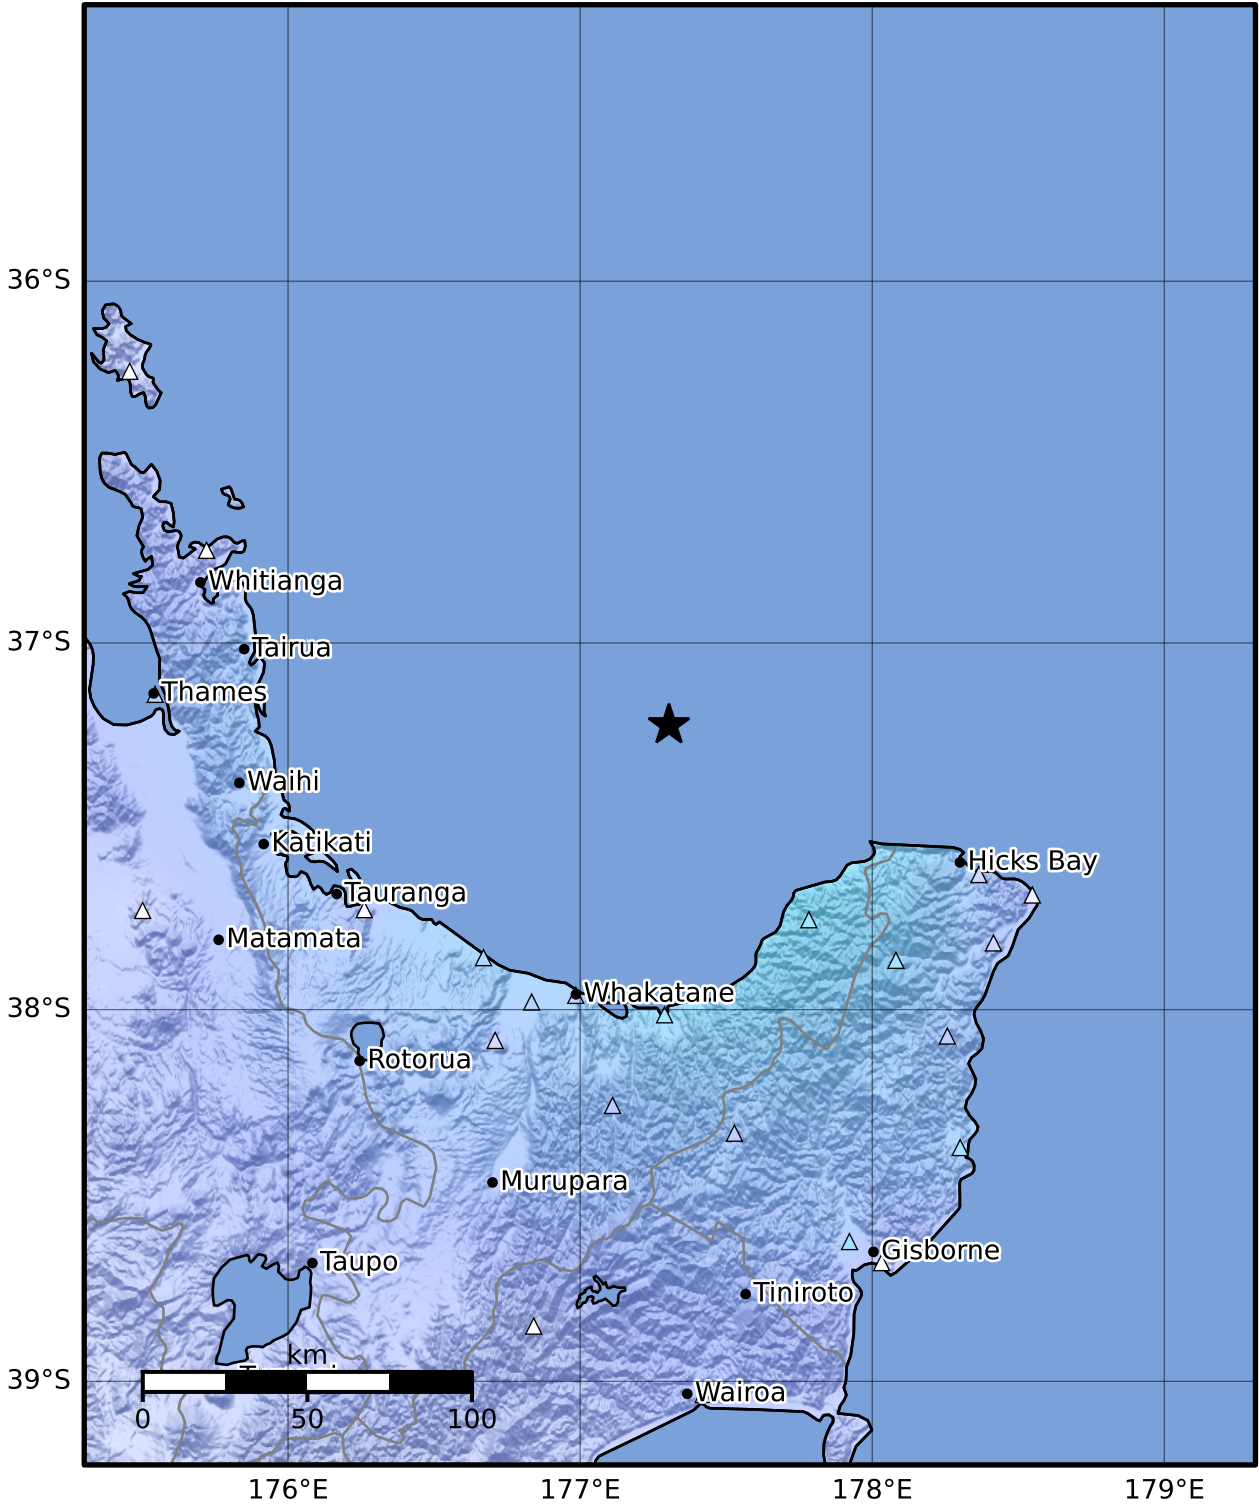 36°S
Whitianga
37°S
Tairua
Thames
Waihi
Katikati
Hicks Bay
Tauranga
Matamata
Whakatane
38°S
Rotorua
Murupara
Gisborne
Taupo
Tiniroto
km
39°S
Wairoa
0 50 100
176°E 177°E 178°E 179°E